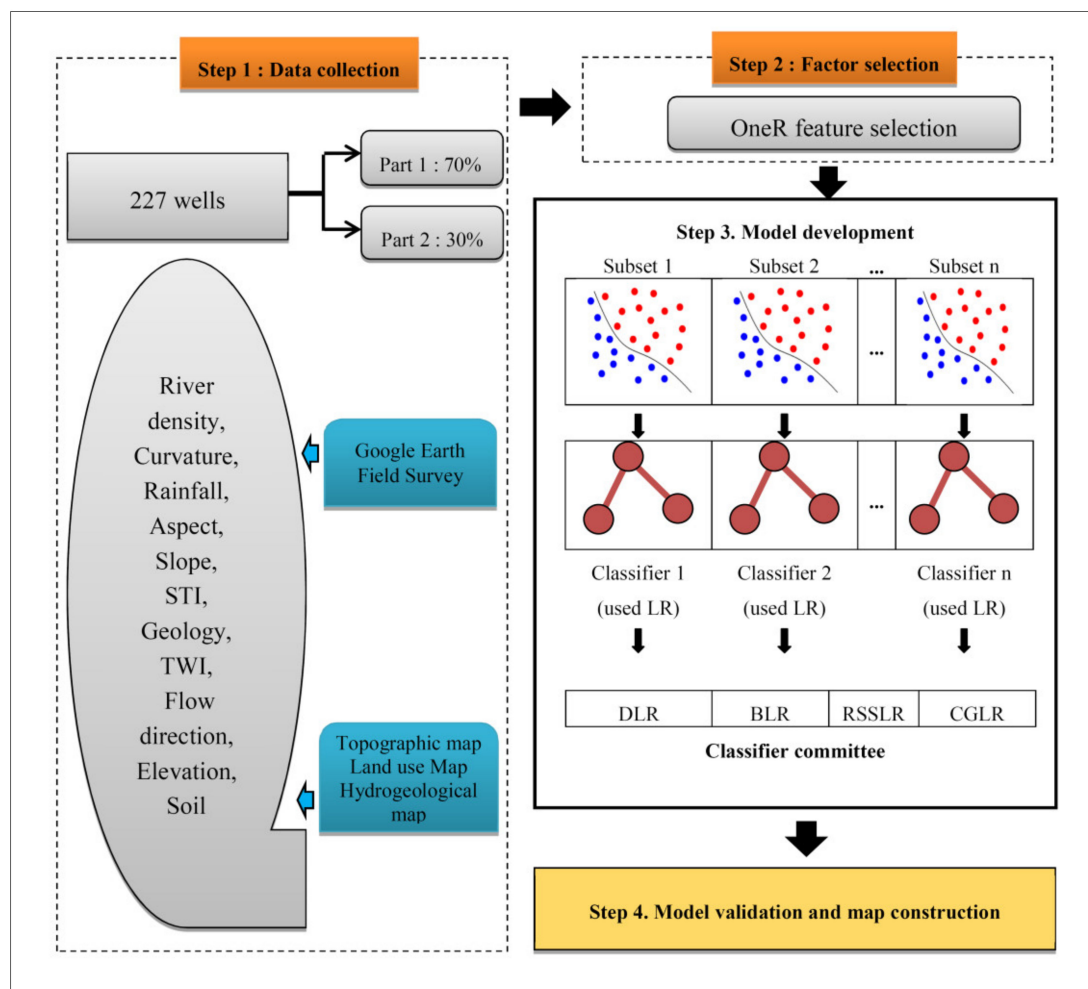 Step 1 : Data collection
227 wells
Part 1 : 70%
Part 2 : 30%
River
density,
Curvature,
Rainfall,
Aspect,
Slope,
STI,
Geology,
TWI,
Flow
direction,
Elevation,
Soil
Google Earth
Field Survey
Topographic map
Land use Map
Hydrogeological
map
Step 2 : Factor selection
OneR feature selection
Step 3. Model development
Subset 1 Subset 2 ... Subset n
...
...
Classifier 1 Classifier 2 Classifier n
(used LR) (used LR) (used LR)
DLR BLR RSSLR CGLR
Classifier committee
Step 4. Model validation and map construction